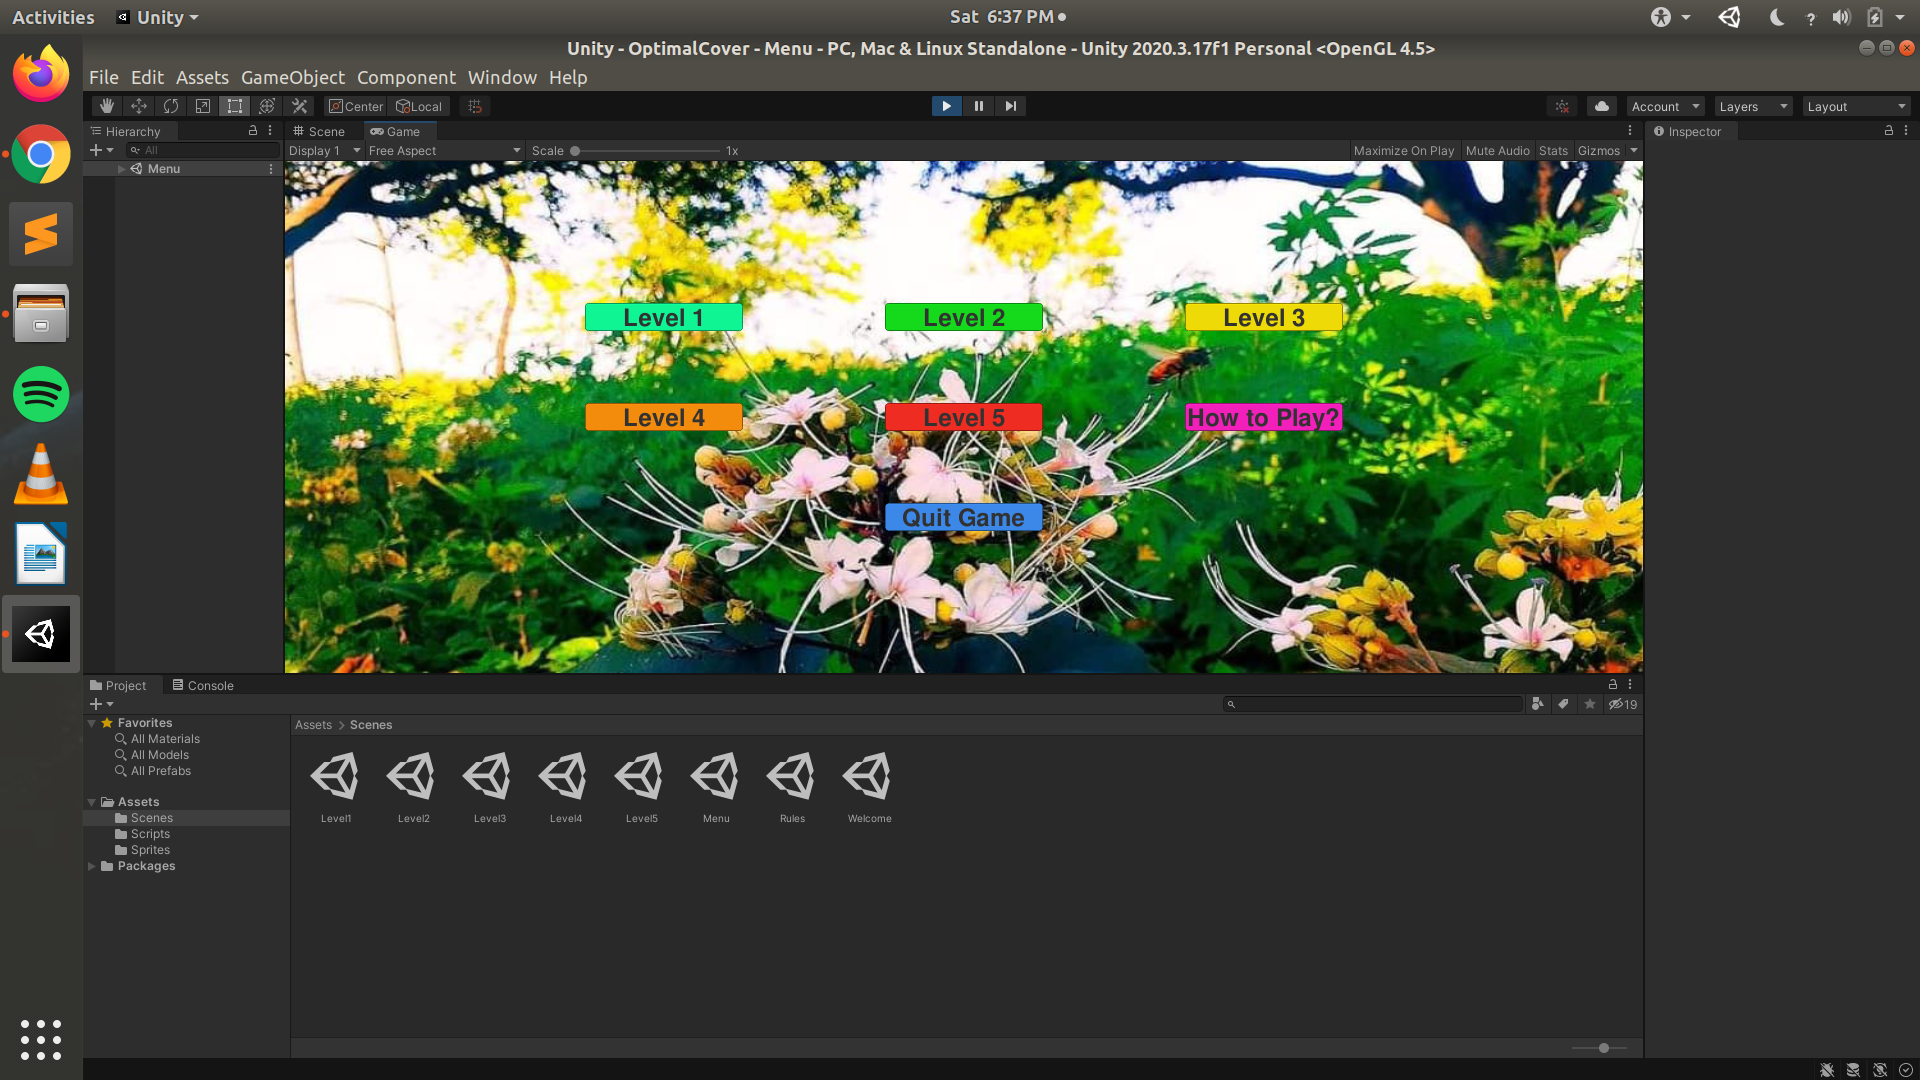 Activities Unity Sat 6:37 PM ?
Unity - OptimalCover - Menu - PC, Mac & Linux Standalone - Unity 2020.3.17f1 Personal <OpenGL 4.5>
File Edit Assets GameObject Component Window Help
Center Local Account Layers Layout
Hierarchy Scene Game Inspector
All Display 1 Free Aspect Scale 1x Maximize On Play Mute Audio Stats Gizmos
Menu
Level 1 Level 2 Level 3
Level 4 Level 5 How to Play?
Quit Game
Project Console
19
Favorites Assets > Scenes
All Materials
All Models
All Prefabs
Assets
Scenes Level1 Level2 Level3 Level4 Level5 Menu Rules Welcome
Scripts
Sprites
Packages